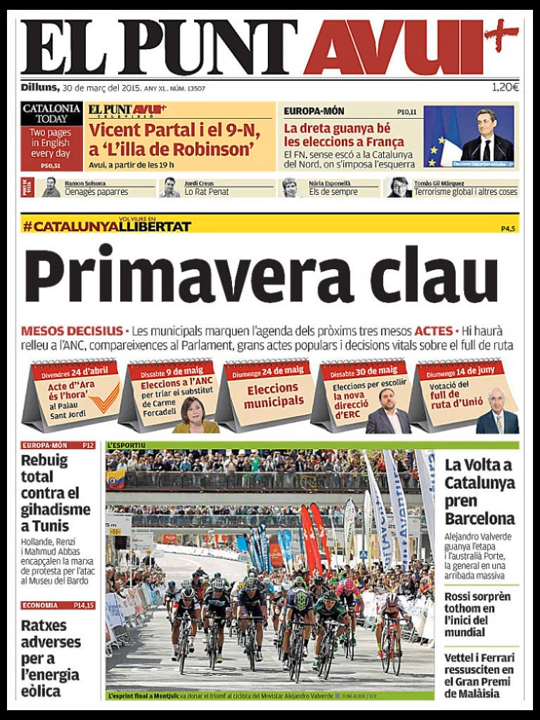 EL PUNT AVUI+
Dilluns, 30 de març del 2015. ANY XL. NÚM. 13507
1,20€
CATALONIA
TODAY
Two pages
in English
every day
P50,51
EL PUNT AVUI+
TELEVISIÓ
Vicent Partal i el 9-N,
a ‘L’illa de Robinson’
Avui, a partir de les 19 h
EUROPA-MÓN P10,11
La dreta guanya bé
les eleccions a França
El FN, sense escó a la Catalunya
del Nord, on s’imposa l’esquerra
PUNT DE
VISTA
Ramon Solsona
Oenagés paparres
Jordi Creus
Lo Rat Penat
Núria Esponellà
Els de sempre
Tomàs Gil Márquez
Terrorisme global i altres coses
VOL VIURE EN
#CATALUNYALLIBERTAT
P4,5
Primavera clau
MESOS DECISIUS · Les municipals marquen l’agenda dels pròxims tres mesos ACTES · Hi haurà
relleu a l’ANC, compareixences al Parlament, grans actes populars i decisions vitals sobre el full de ruta
Divendres 24 d’abril
Acte d’‘Ara
és l’hora’
al Palau
Sant Jordi
Dissabte 9 de maig
Eleccions a l’ANC
per triar el substitut
de Carme
Forcadell
Diumenge 24 de maig
Eleccions
municipals
Dissabte 30 de maig
Eleccions per escollir
la nova
direcció
d’ERC
Diumenge 14 de juny
Votació del
full de
ruta d’Unió
EUROPA-MÓN P12
Rebuig
total
contra el
gihadisme
a Tunis
Hollande, Renzi
i Mahmud Abbas
encapçalen la marxa
de protesta per l’atac
al Museu del Bardo
ECONOMIA P14,15
Ratxes
adverses
per a
l’energia
eòlica
L’ESPORTIU
L’esprint final a Montjuïc va donar el triomf al ciclista del Movistar Alejandro Valverde
La Volta a
Catalunya
pren
Barcelona
Alejandro Valverde
guanya l’etapa
i l’australià Porte,
la general en una
arribada massiva
Rossi sorprèn
tothom en
l’inici del
mundial
Vettel i Ferrari
ressusciten en
el Gran Premi
de Malàisia